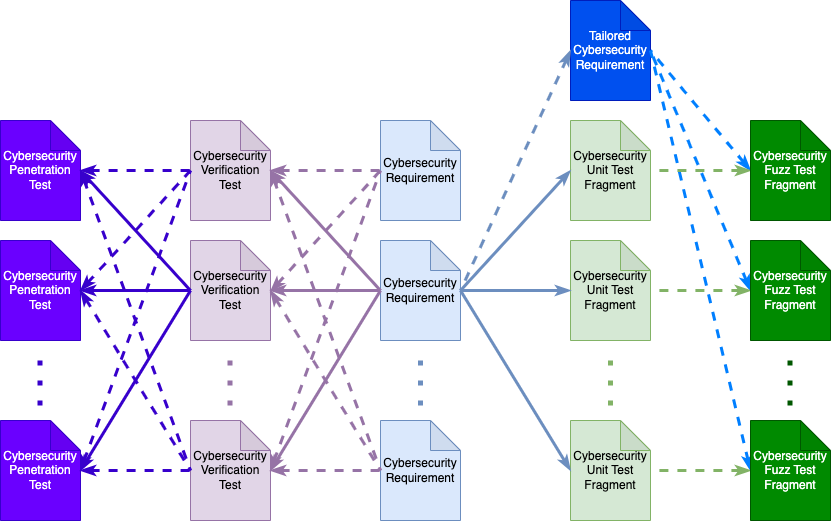 Tailored
Cybersecurity
Requirement
Cybersecurity
Penetration
Test
Cybersecurity
Verification
Test
Cybersecurity
Requirement
Cybersecurity
Unit Test
Fragment
Cybersecurity
Fuzz Test
Fragment
Cybersecurity
Penetration
Test
Cybersecurity
Verification
Test
Cybersecurity
Requirement
Cybersecurity
Unit Test
Fragment
Cybersecurity
Fuzz Test
Fragment
Cybersecurity
Penetration
Test
Cybersecurity
Verification
Test
Cybersecurity
Requirement
Cybersecurity
Unit Test
Fragment
Cybersecurity
Fuzz Test
Fragment